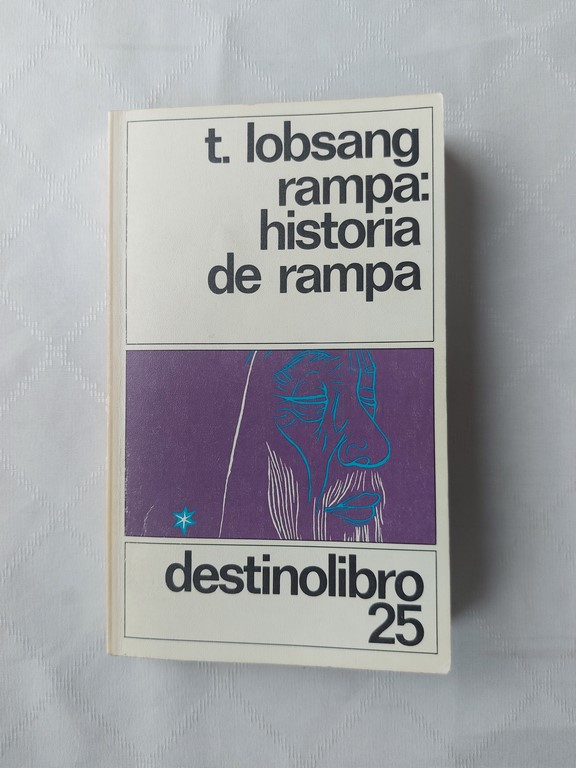 t. lobsang
rampa:
historia
de rampa
destinolibro
25